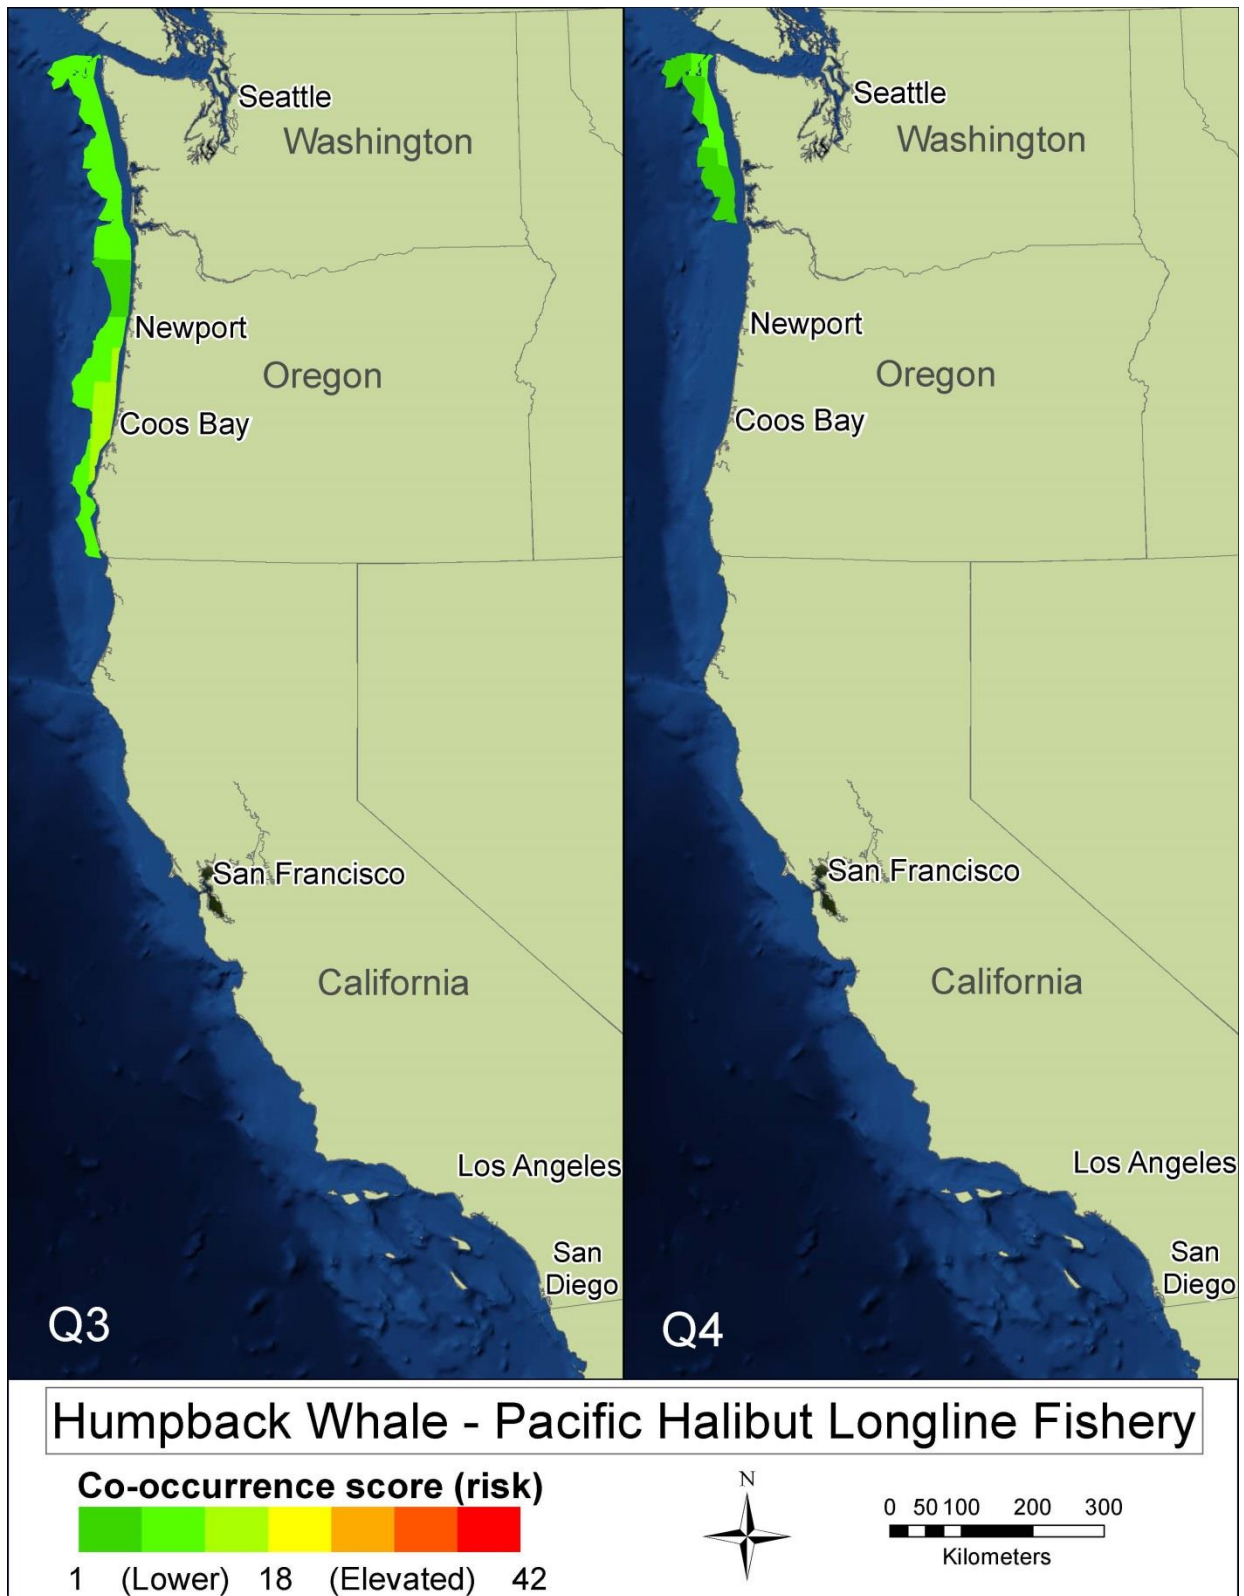 Seattle
Washington
Newport
Oregon
Coos Bay
San Francisco
California
Los Angeles
San
Diego
Q3
Seattle
Washington
Newport
Oregon
Coos Bay
San Francisco
California
Los Angeles
San
Diego
Q4
Humpback Whale - Pacific Halibut Longline Fishery
Co-occurrence score (risk)
1 (Lower) 18 (Elevated) 42
N
0 50 100 200 300
Kilometers